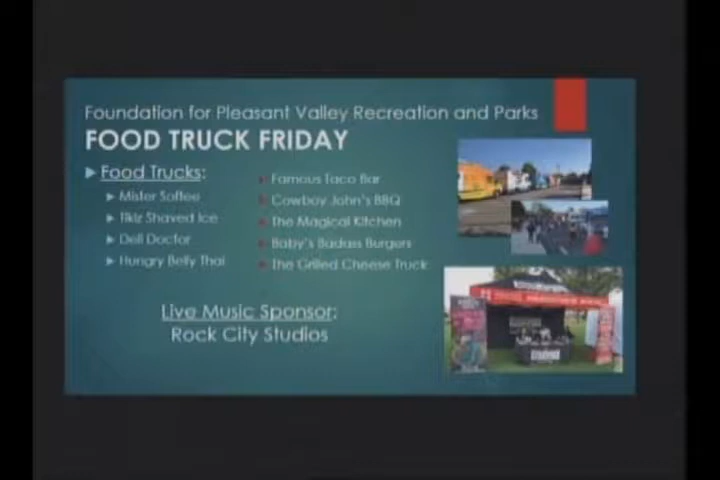 Foundation for Pleasant Valley Recreation and Parks
FOOD TRUCK FRIDAY
Food Trucks:
Mister Softee
Tikiz Shaved Ice
Deli Doctor
Hungry Belly Thai
Famous Taco Bar
Cowboy John's BBQ
The Magical Kitchen
Baby's Badass Burgers
The Grilled Cheese Truck
Live Music Sponsor:
Rock City Studios